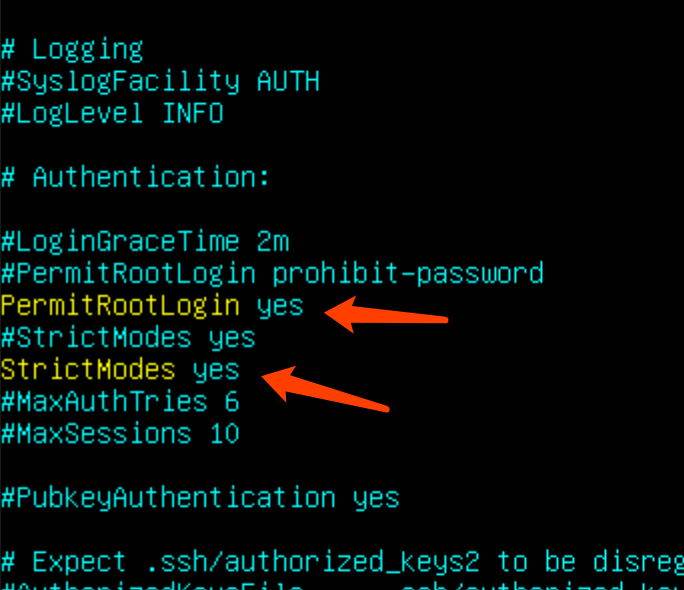 # Logging
#SyslogFacility AUTH
#LogLevel INFO
# Authentication:
#LoginGraceTime 2m
#PermitRootLogin prohibit-password
PermitRootLogin yes
#StrictModes yes
StrictModes yes
#MaxAuthTries 6
#MaxSessions 10
#PubkeyAuthentication yes
# Expect .ssh/authorized_keys2 to be disreg